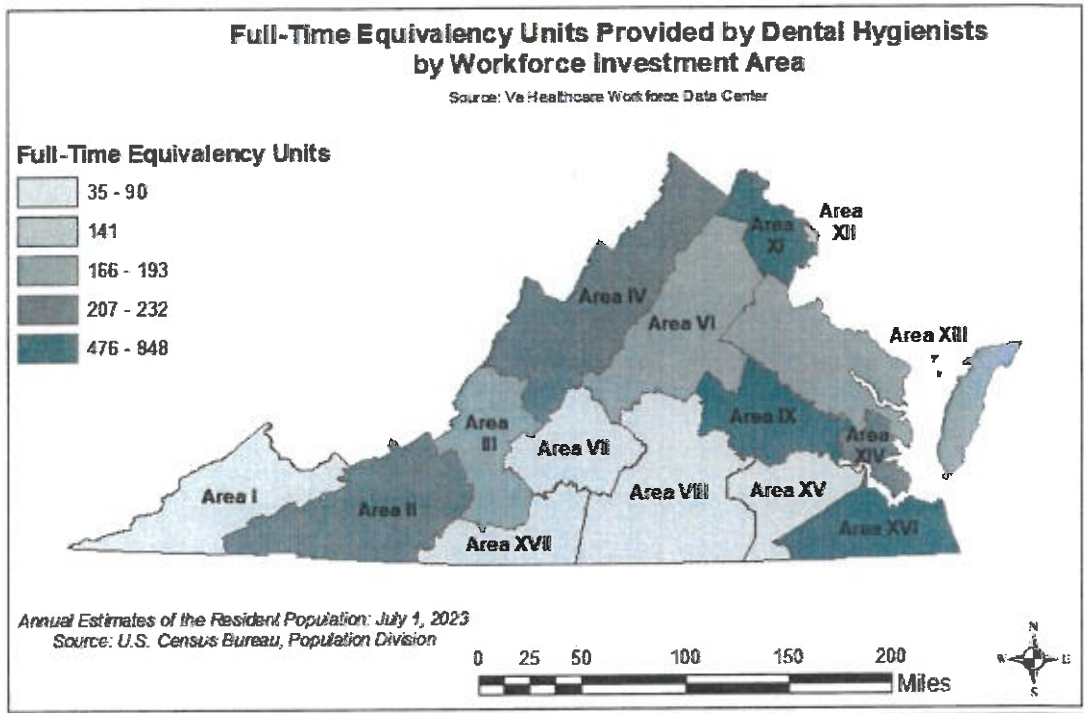 Full-Time Equivalency Units Provided by Dental Hygienists
by Workforce Investment Area
Source: Va Healthcare Workforce Data Center
Full-Time Equivalency Units
35 - 90
141
166 - 193
207 - 232
476 - 848
Area
XII
Area
XI
Area IV
Area VI
Area XIII
Area IX
Area
III
Area
XIV
Area VII
Area I
Area VIII
Area XV
Area II
Area XVI
Area XVII
Annual Estimates of the Resident Population: July 1, 2023
Source: U.S. Census Bureau, Population Division
0 25 50 100 150 200
Miles
N
W E
S